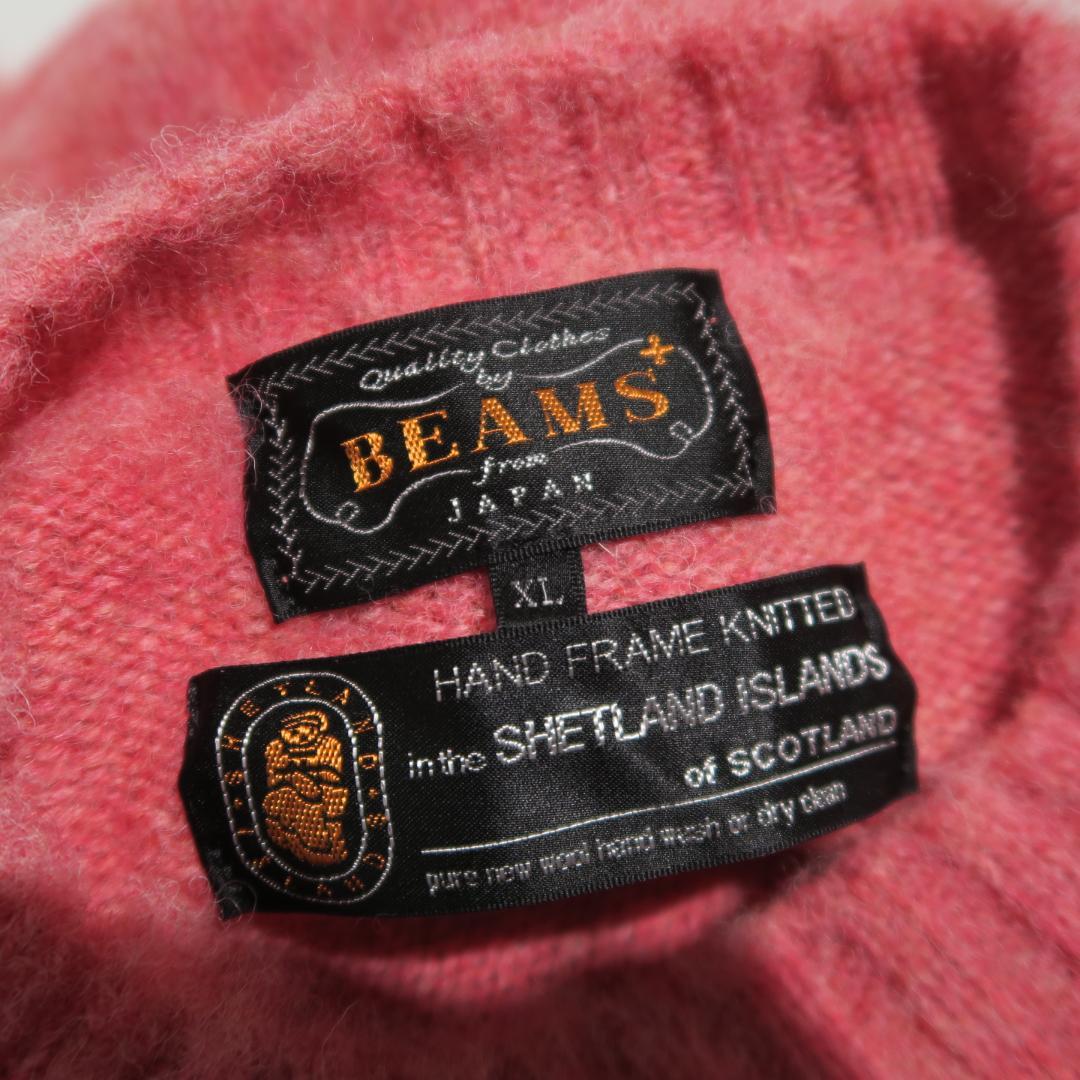 Quality Clothes
by
BEAMS+
from
JAPAN
XL
HAND FRAME KNITTED
in the SHETLAND ISLANDS
of SCOTLAND
pure new wool hand wash or dry clean
SHETLAND